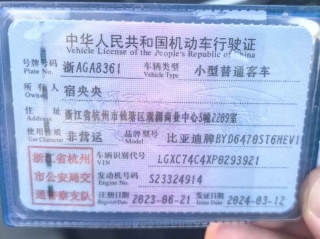 中华人民共和国机动车行驶证
Vehicle License of the People's Republic of China
号牌号码 浙AGA8361 车辆类型 小型普通客车
Plate No. Vehicle Type
所有人 宿央央
Owner
住址 浙江省杭州市钱塘区观澜商业中心5幢2209室
Address
使用性质 非营运 品牌型号 比亚迪牌BYD6470ST6HEV1
Use Character Model
浙江省杭州市公安局交通警察支队
车辆识别代号 LGXC74C4XP0293921
VIN
发动机号码 S23324914
Engine No.
注册日期 2023-06-21 发证日期 2024-03-12
Register Date Issue Date